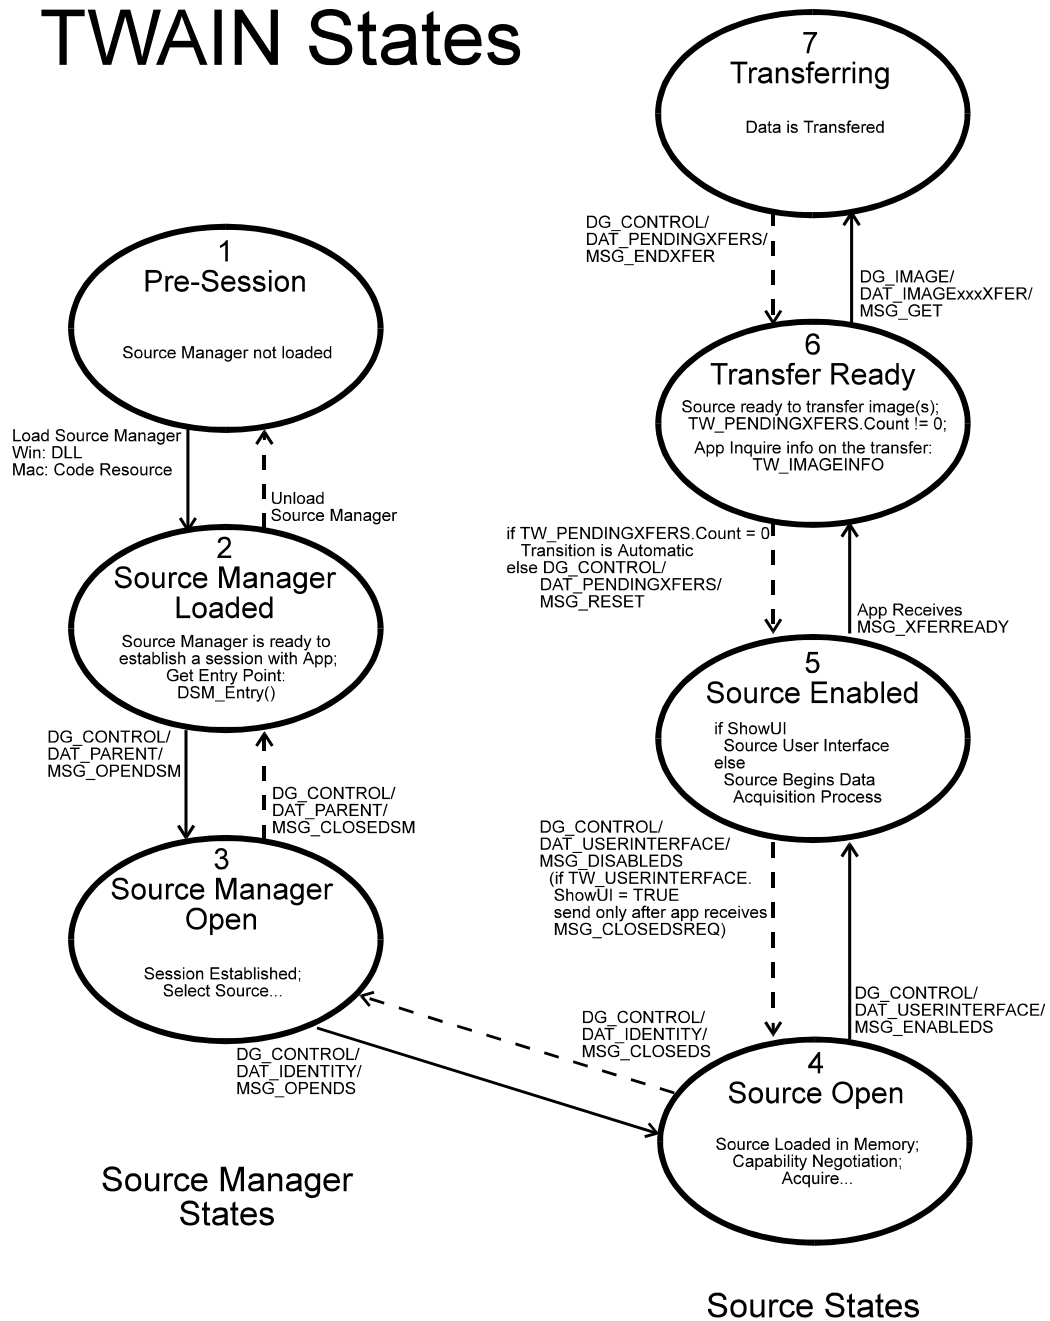 TWAIN States
1
Pre-Session
Source Manager not loaded
Load Source Manager
Win: DLL
Mac: Code Resource
Unload
Source Manager
2
Source Manager
Loaded
Source Manager is ready to
establish a session with App;
Get Entry Point:
DSM_Entry()
DG_CONTROL/
DAT_PARENT/
MSG_OPENDSM
DG_CONTROL/
DAT_PARENT/
MSG_CLOSEDSM
3
Source Manager
Open
Session Established;
Select Source...
DG_CONTROL/
DAT_IDENTITY/
MSG_OPENDS
Source Manager
States
7
Transferring
Data is Transfered
DG_CONTROL/
DAT_PENDINGXFERS/
MSG_ENDXFER
DG_IMAGE/
DAT_IMAGExxxXFER/
MSG_GET
6
Transfer Ready
Source ready to transfer image(s);
TW_PENDINGXFERS.Count != 0;
App Inquire info on the transfer:
TW_IMAGEINFO
if TW_PENDINGXFERS.Count = 0
Transition is Automatic
else DG_CONTROL/
DAT_PENDINGXFERS/
MSG_RESET
App Receives
MSG_XFERREADY
5
Source Enabled
if ShowUI
Source User Interface
else
Source Begins Data
Acquisition Process
DG_CONTROL/
DAT_USERINTERFACE/
MSG_DISABLEDS
(if TW_USERINTERFACE.
ShowUI = TRUE
send only after app receives
MSG_CLOSEDSREQ)
DG_CONTROL/
DAT_USERINTERFACE/
MSG_ENABLEDS
DG_CONTROL/
DAT_IDENTITY/
MSG_CLOSEDS
4
Source Open
Source Loaded in Memory;
Capability Negotiation;
Acquire...
Source States